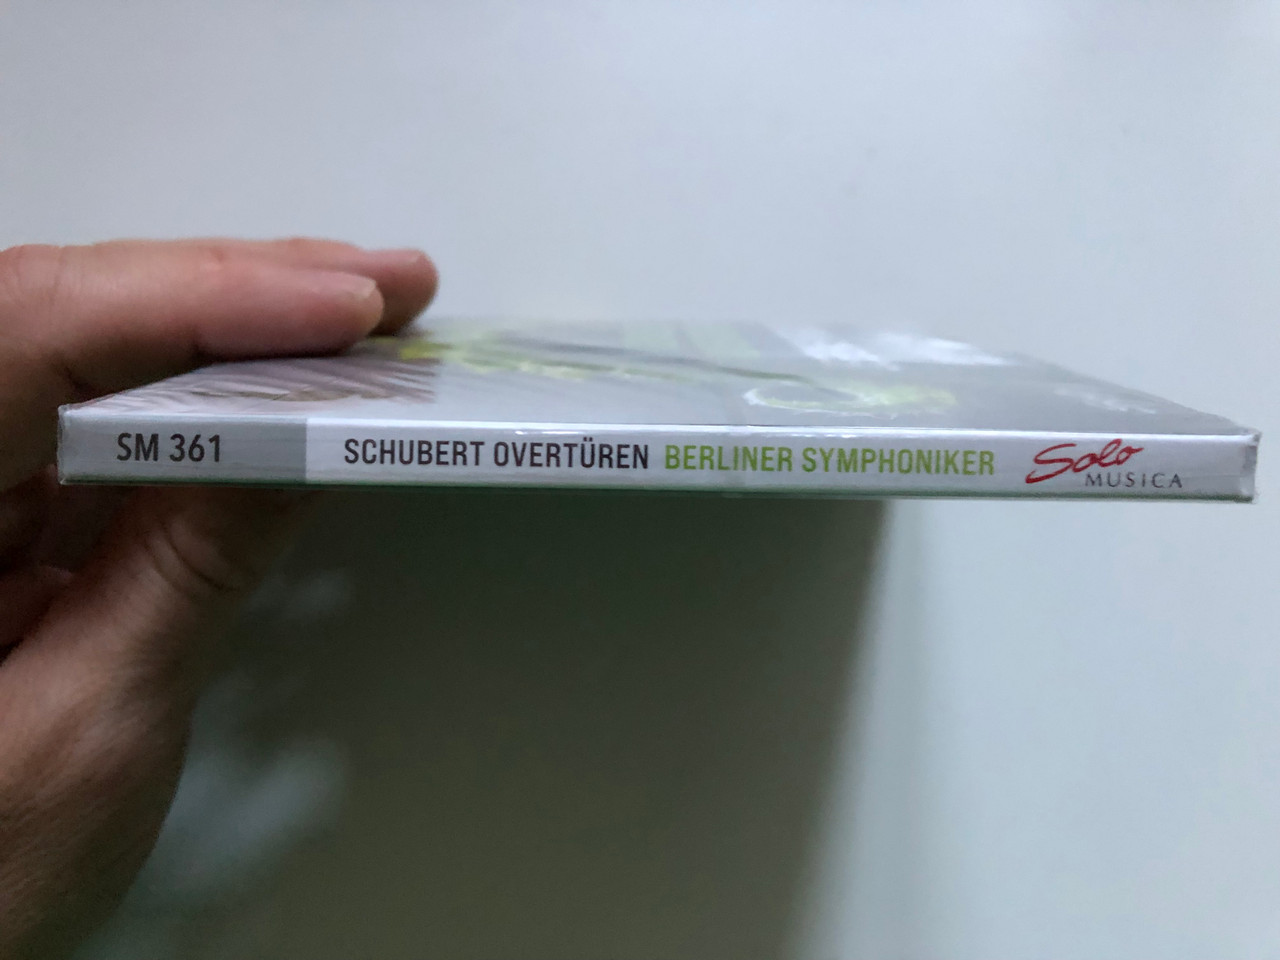 SM 361 SCHUBERT OVERTÜREN BERLINER SYMPHONIKER Solo MUSICA